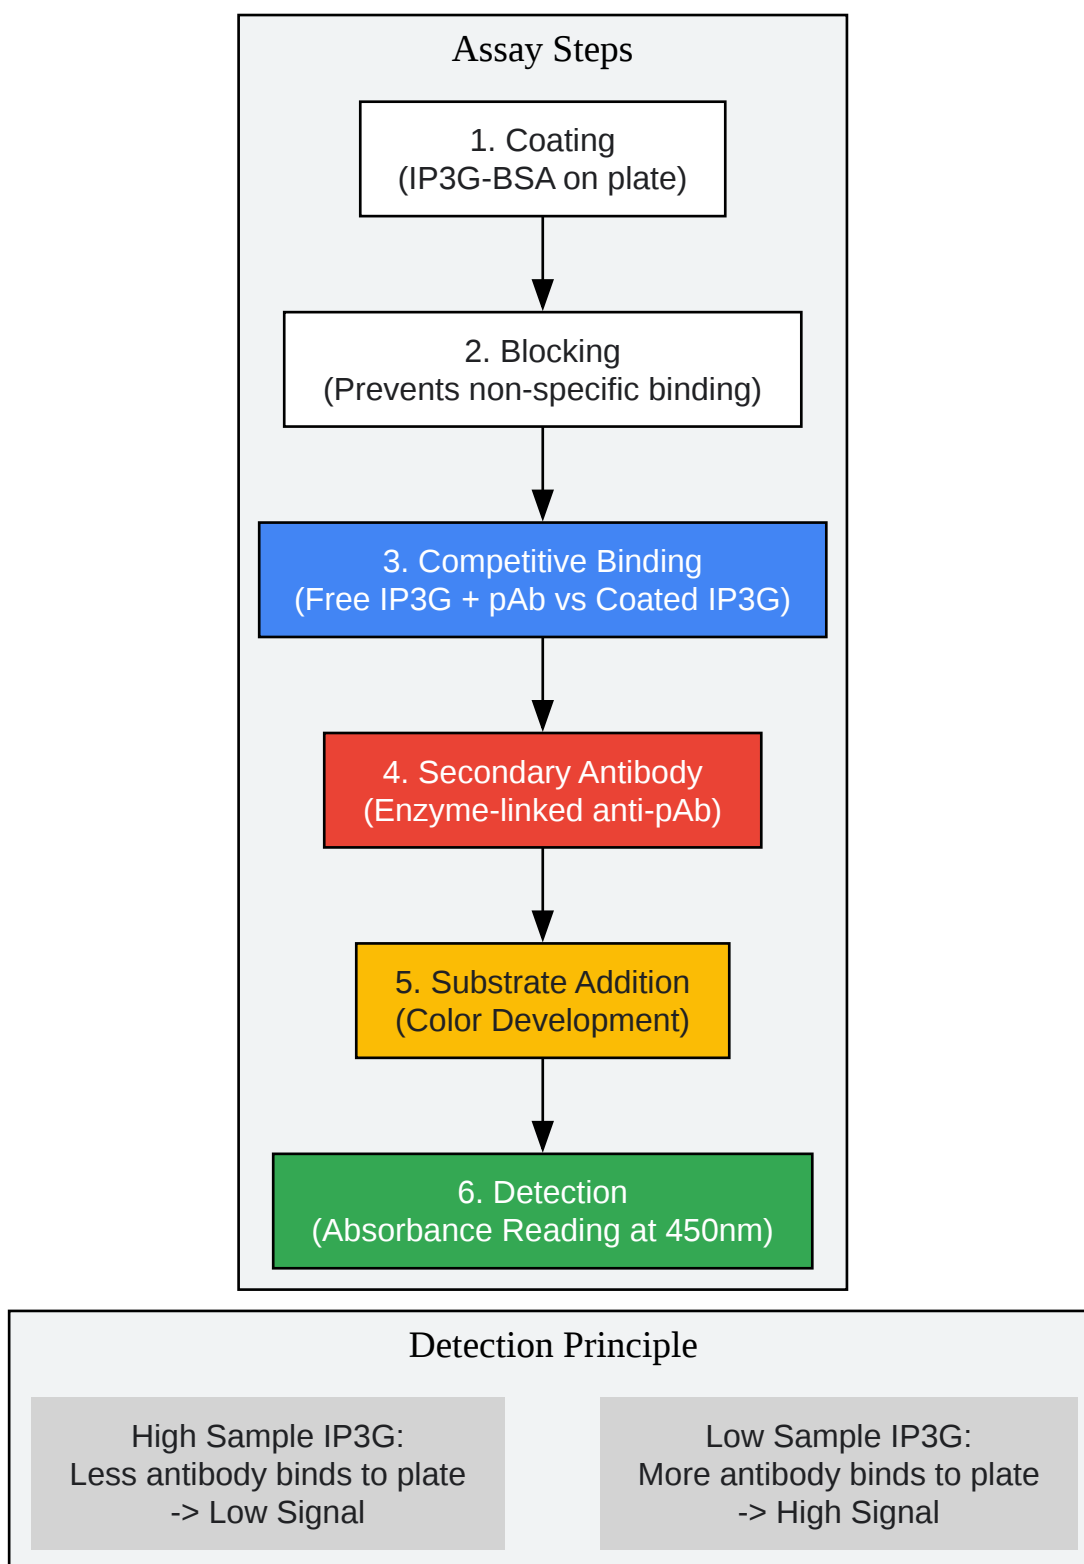 Assay Steps
1. Coating
(IP3G-BSA on plate)
2. Blocking
(Prevents non-specific binding)
3. Competitive Binding
(Free IP3G + pAb vs Coated IP3G)
4. Secondary Antibody
(Enzyme-linked anti-pAb)
5. Substrate Addition
(Color Development)
6. Detection
(Absorbance Reading at 450nm)
Detection Principle
High Sample IP3G:
Less antibody binds to plate
-> Low Signal
Low Sample IP3G:
More antibody binds to plate
-> High Signal